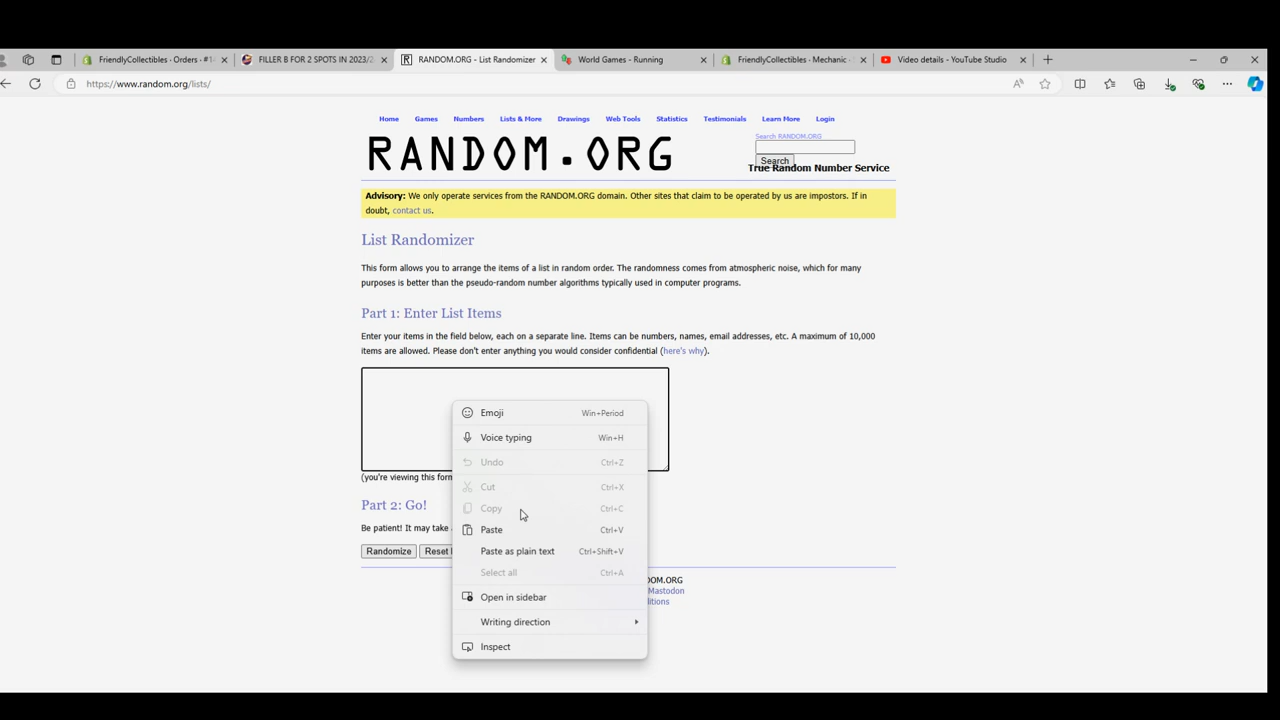 FriendlyCollectibles · Orders · #1
FILLER B FOR 2 SPOTS IN 2023/2
RANDOM.ORG - List Randomizer
World Games - Running
FriendlyCollectibles - Mechanic
Video details - YouTube Studio
https://www.random.org/lists/
Home Games Numbers Lists & More Drawings Web Tools Statistics Testimonials Learn More Login
RANDOM.ORG
Search RANDOM.ORG
Search
True Random Number Service
Advisory: We only operate services from the RANDOM.ORG domain. Other sites that claim to be operated by us are impostors. If in
doubt, contact us.
List Randomizer
This form allows you to arrange the items of a list in random order. The randomness comes from atmospheric noise, which for many
purposes is better than the pseudo-random number algorithms typically used in computer programs.
Part 1: Enter List Items
Enter your items in the field below, each on a separate line. Items can be numbers, names, email addresses, etc. A maximum of 10,000
items are allowed. Please don't enter anything you would consider confidential (here's why).
Emoji Win+Period
Voice typing Win+H
Undo Ctrl+Z
(you're viewing this form
Cut Ctrl+X
Part 2: Go!
Copy Ctrl+C
Be patient! It may take
Paste Ctrl+V
Randomize Reset
Paste as plain text Ctrl+Shift+V
Select all Ctrl+A
DOM.ORG
Mastodon
Open in sidebar
ditions
Writing direction
Inspect